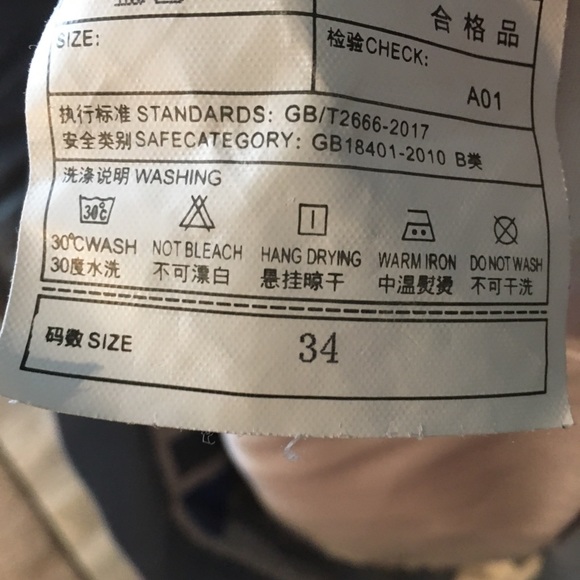 合格品
SIZE:
检验CHECK:
A01
执行标准 STANDARDS: GB/T2666-2017
安全类别SAFECATEGORY: GB18401-2010 B类
洗涤说明 WASHING
30℃
30℃WASH NOT BLEACH HANG DRYING WARM IRON DO NOT WASH
30度水洗 不可漂白 悬挂晾干 中溫熨燙 不可干洗
码数 SIZE 34